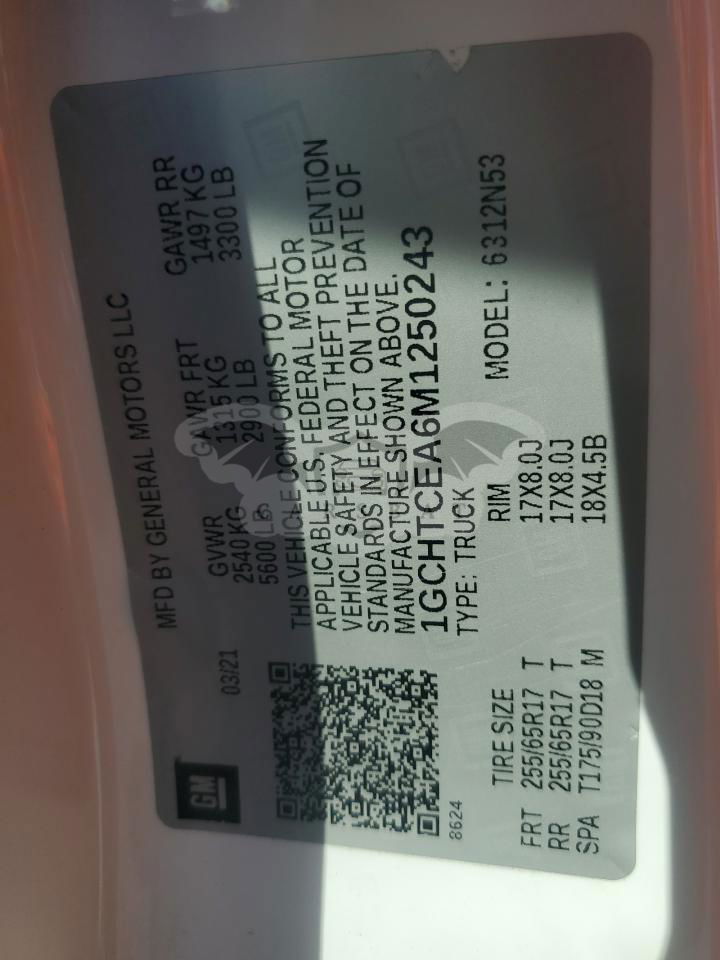 GM
MFD BY GENERAL MOTORS LLC
03/21
GVWR GAWR FRT GAWR RR
2540 KG 1315 KG 1497 KG
5600 LB 2900 LB 3300 LB
THIS VEHICLE CONFORMS TO ALL
APPLICABLE U.S. FEDERAL MOTOR
VEHICLE SAFETY AND THEFT PREVENTION
STANDARDS IN EFFECT ON THE DATE OF
MANUFACTURE SHOWN ABOVE.
1GCHTCEA6M1250243
8624
TYPE: TRUCK
MODEL: 6312N53
TIRE SIZE RIM
FRT 255/65R17 T 17X8.0J
RR 255/65R17 T 17X8.0J
SPA T175/90D18 M 18X4.5B